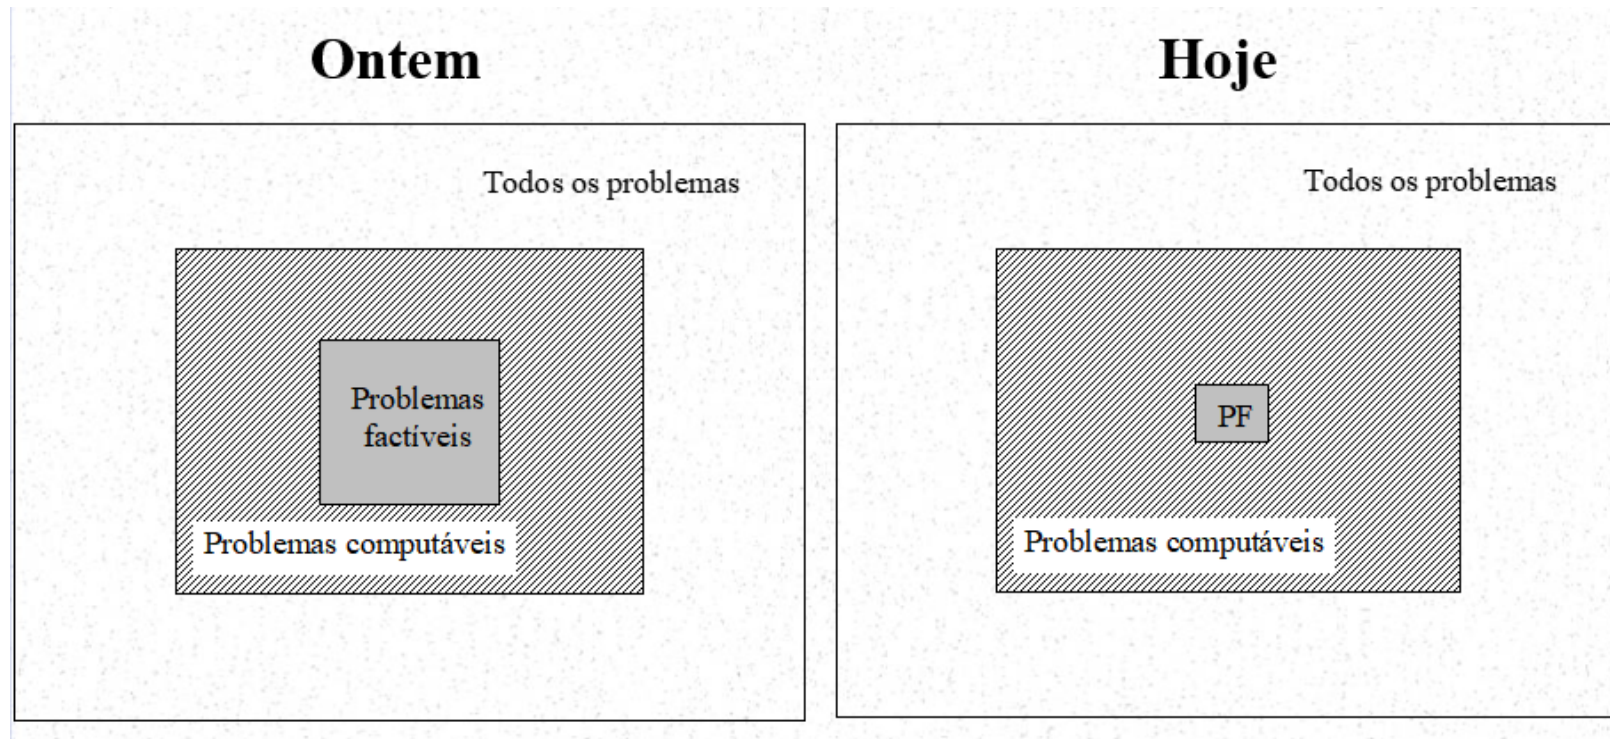 Ontem
Todos os problemas
Problemas
factíveis
Problemas computáveis
Hoje
Todos os problemas
PF
Problemas computáveis